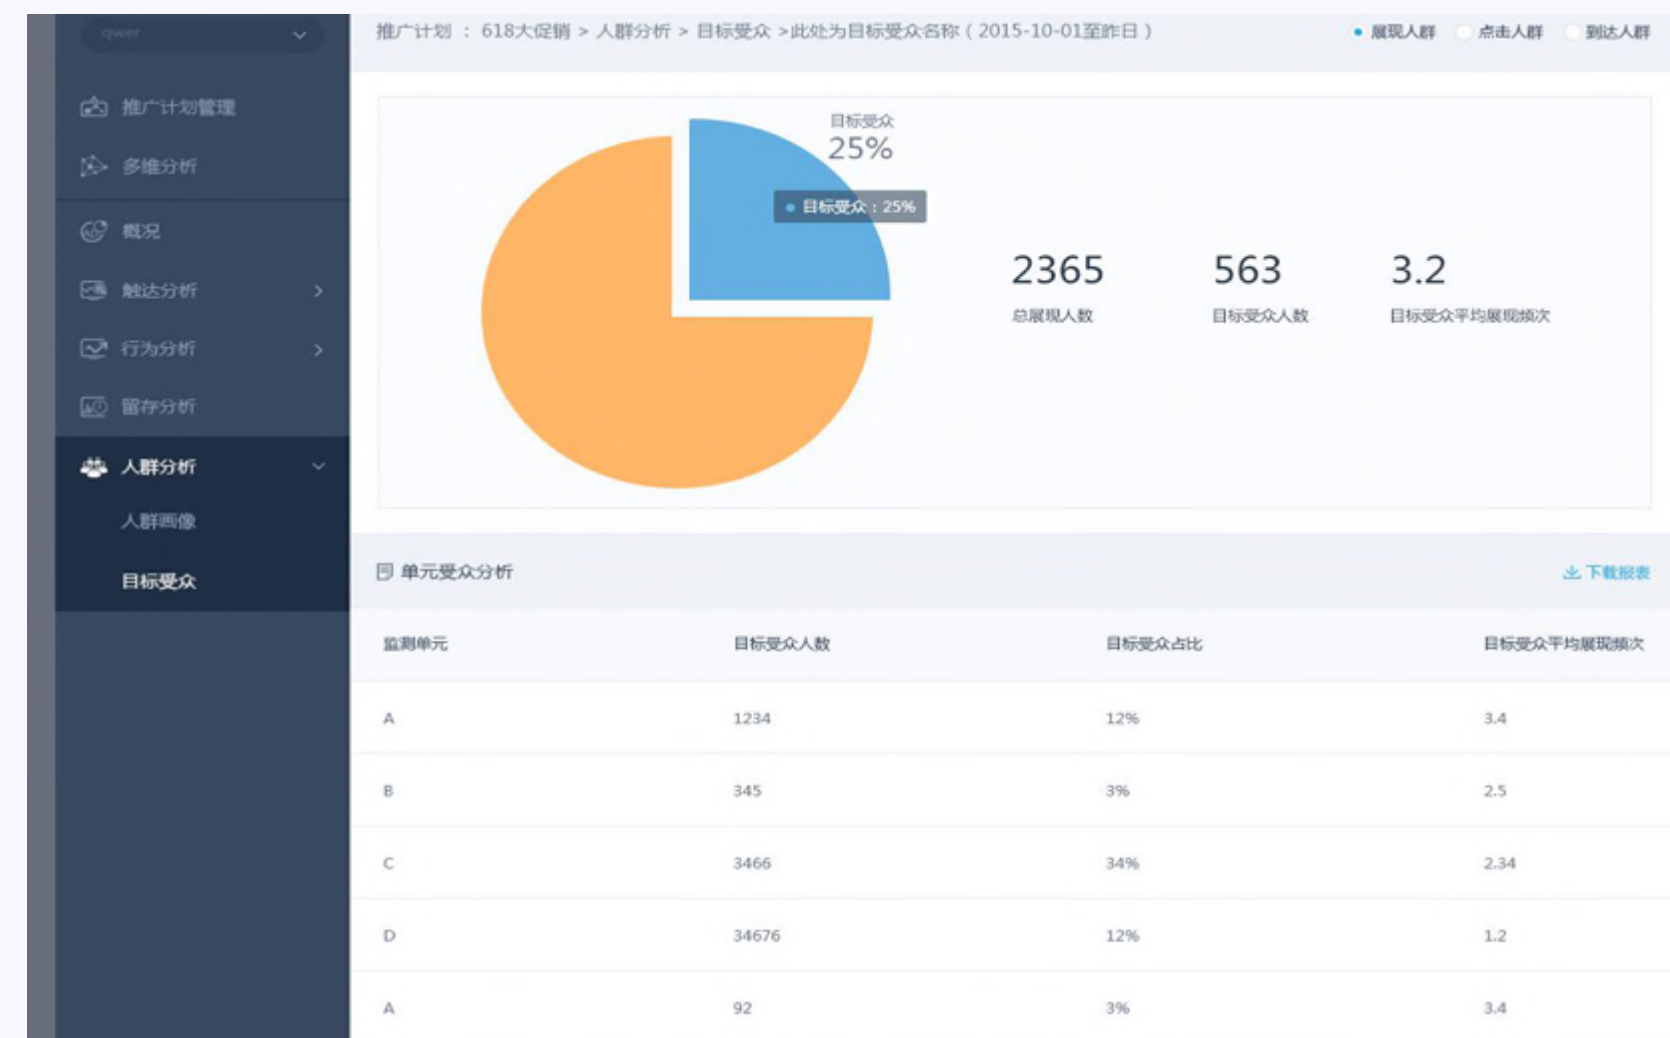 qwer
推广计划管理
多维分析
概况
触达分析
行为分析
留存分析
人群分析
人群画像
目标受众
推广计划 ： 618大促销 > 人群分析 > 目标受众 >此处为目标受众名称 ( 2015-10-01至昨日 )
展现人群 点击人群 到达人群
目标受众
25%
目标受众 : 25%
2365 563 3.2
总展现人数 目标受众人数 目标受众平均展现频次
单元受众分析 下载报表
监测单元 目标受众人数 目标受众占比 目标受众平均展现频次
A 1234 12% 3.4
B 345 3% 2.5
C 3466 34% 2.34
D 34676 12% 1.2
A 92 3% 3.4